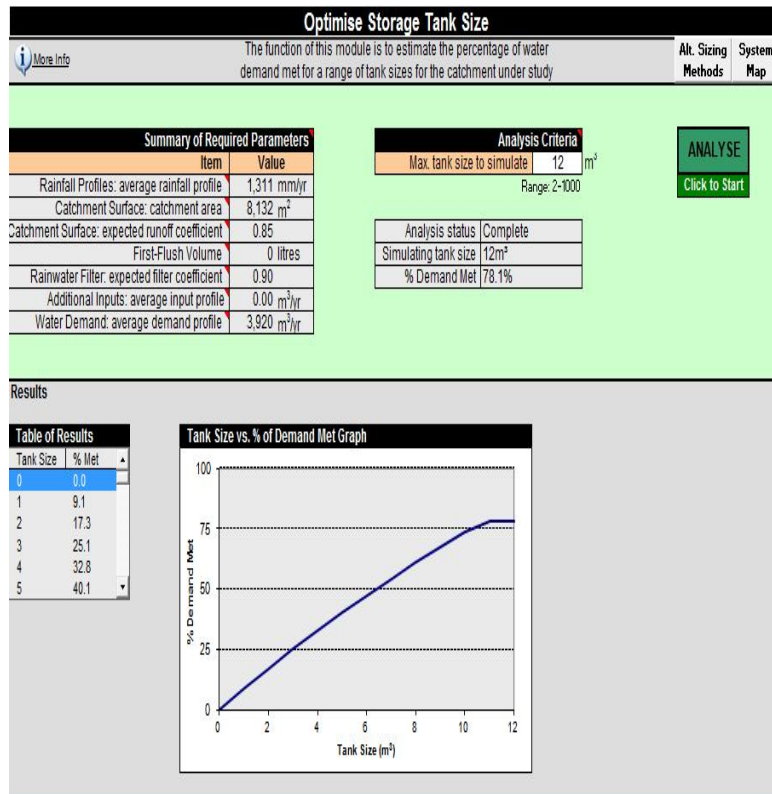 Optimise Storage Tank Size
More Info
The function of this module is to estimate the percentage of water
demand met for a range of tank sizes for the catchment under study
Alt. Sizing
Methods
System
Map
Summary of Required Parameters
Item Value
Rainfall Profiles: average rainfall profile 1,311 mm/yr
Catchment Surface: catchment area 8,132 m²
Catchment Surface: expected runoff coefficient 0.85
First-Flush Volume 0 litres
Rainwater Filter: expected filter coefficient 0.90
Additional Inputs: average input profile 0.00 m³/yr
Water Demand: average demand profile 3,920 m³/yr
Analysis Criteria
Max. tank size to simulate 12 m³
Range: 2-1000
Analysis status Complete
Simulating tank size 12m³
% Demand Met 78.1%
ANALYSE
Click to Start
Results
Table of Results
Tank Size % Met
0 0.0
1 9.1
2 17.3
3 25.1
4 32.8
5 40.1
Tank Size vs. % of Demand Met Graph
% Demand Met
100
75
50
25
0
0 2 4 6 8 10 12
Tank Size (m³)